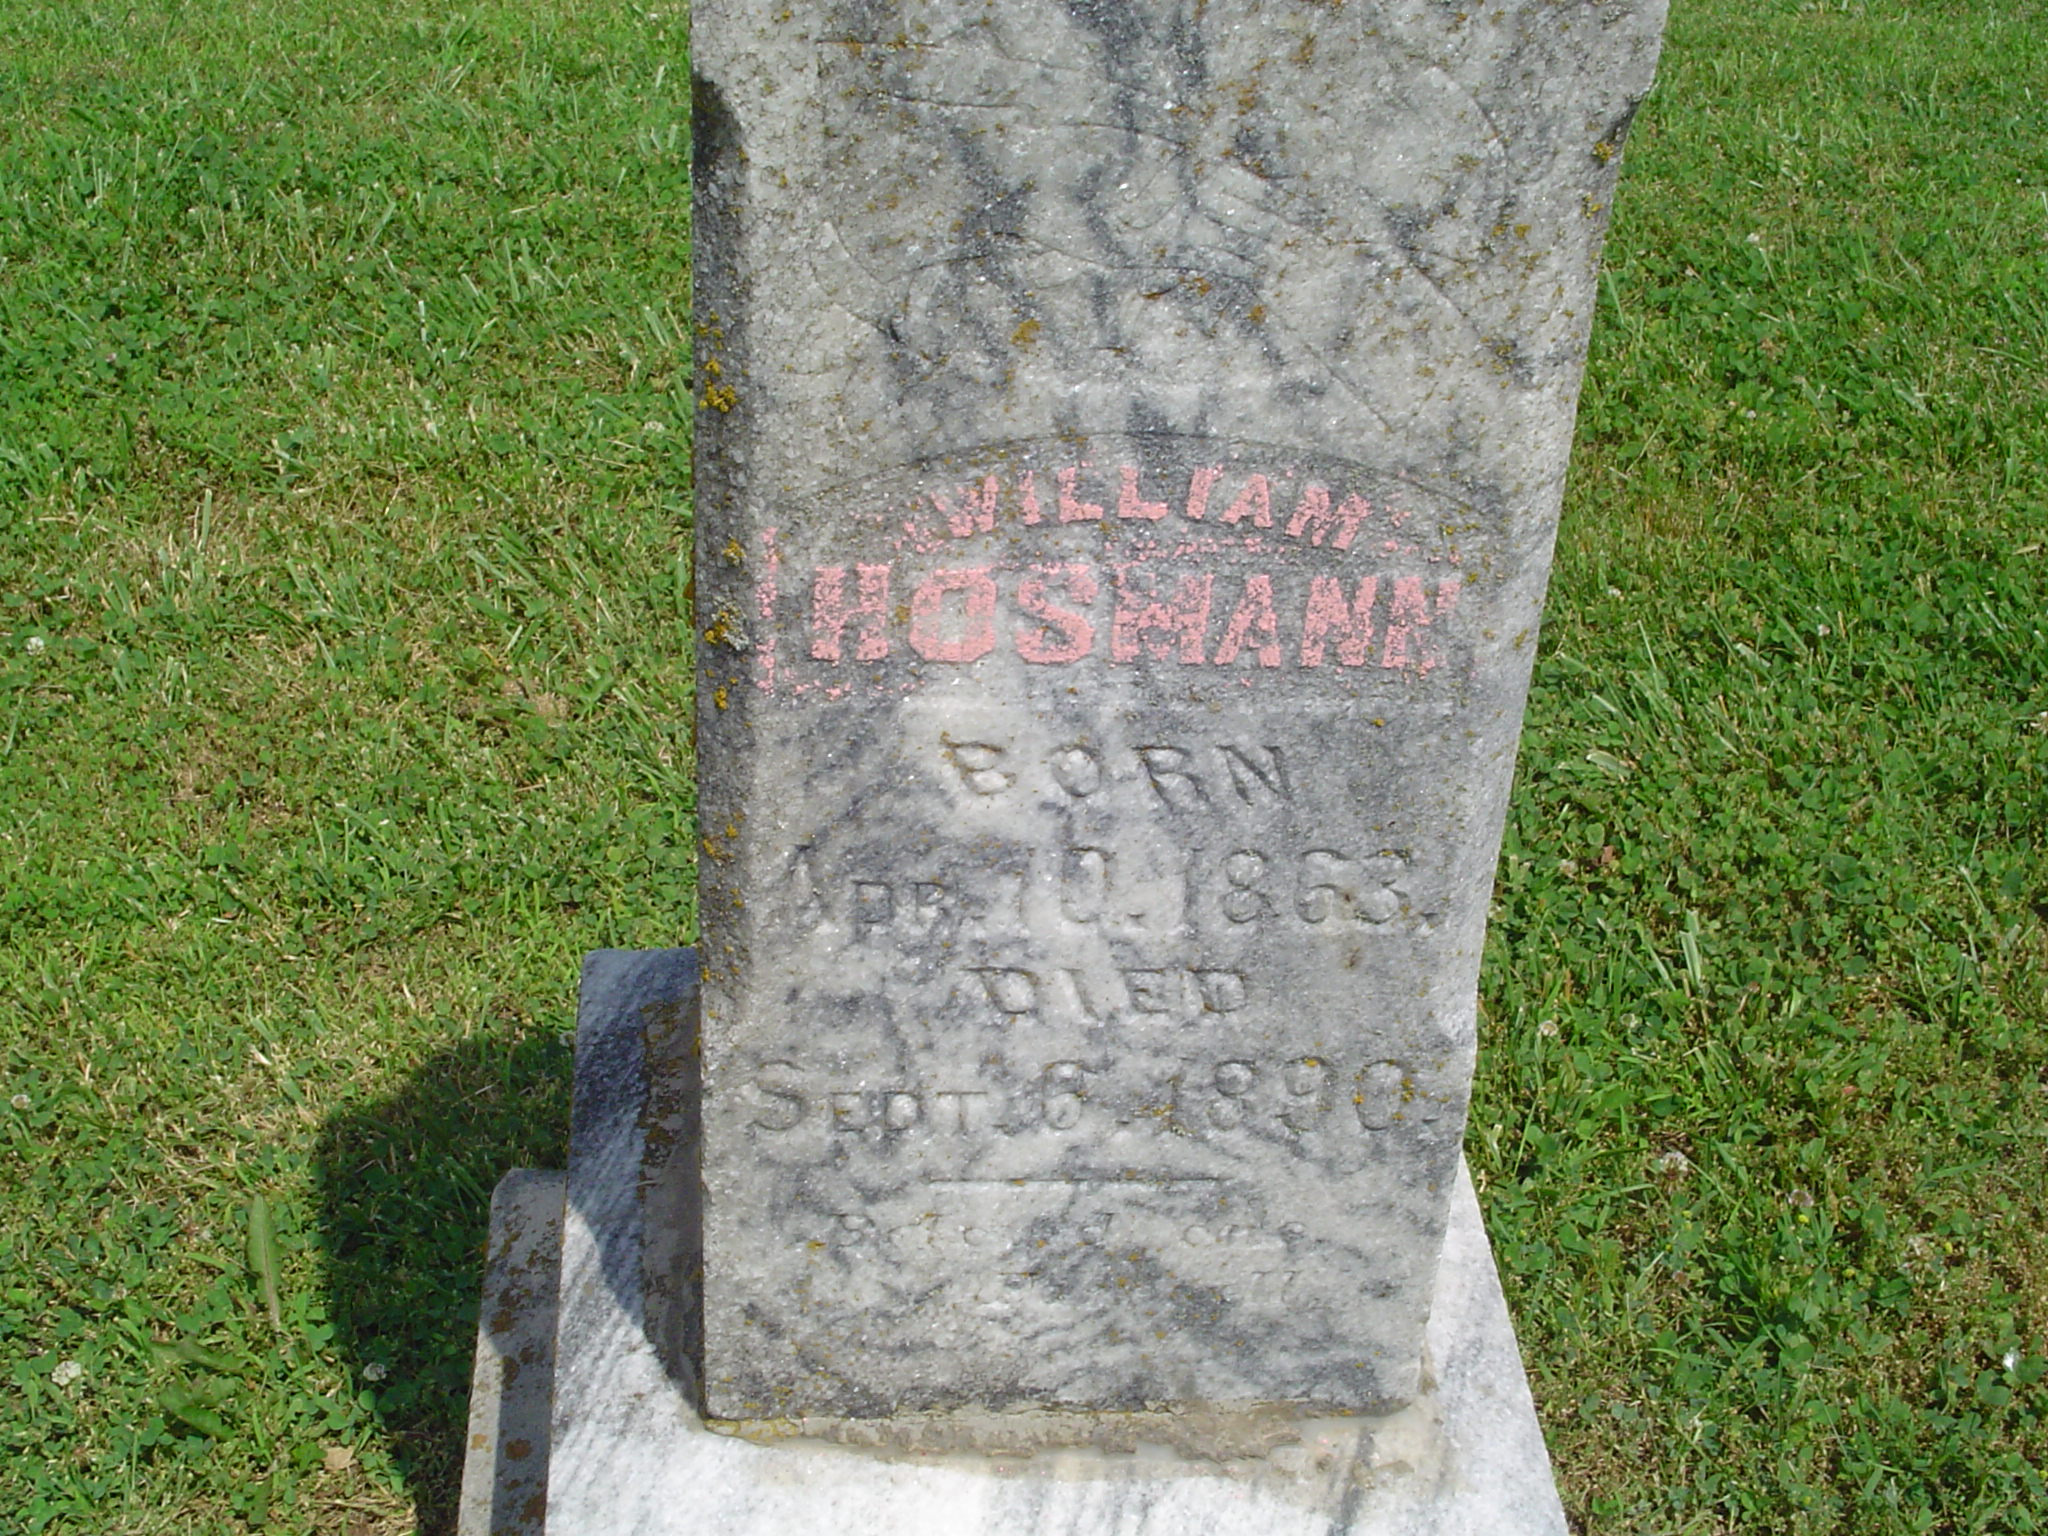 WILLIAM
HOSMANN
BORN
APR. 10. 1863.
DIED
SEPT. 6. 1890.